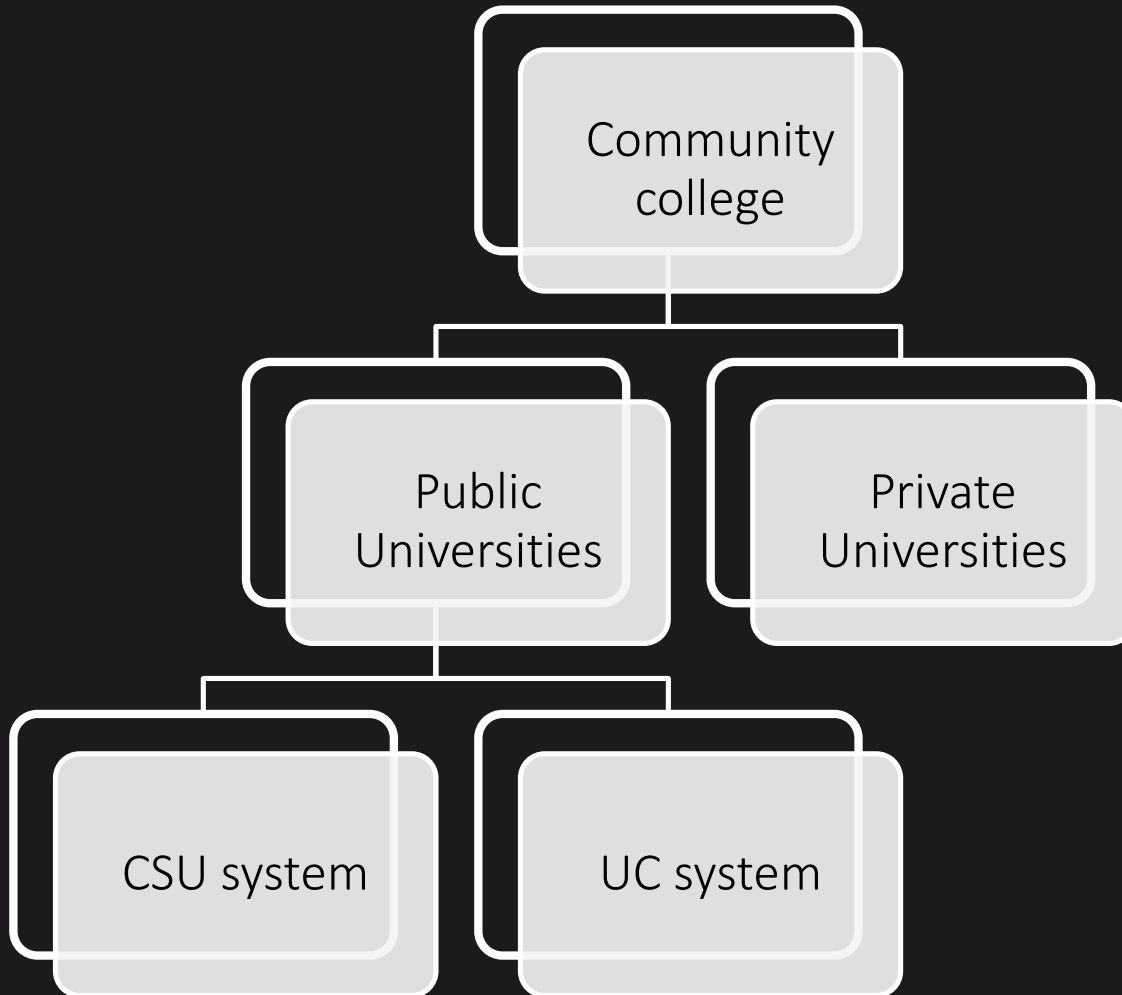 Community
college
Public
Universities
Private
Universities
CSU system
UC system